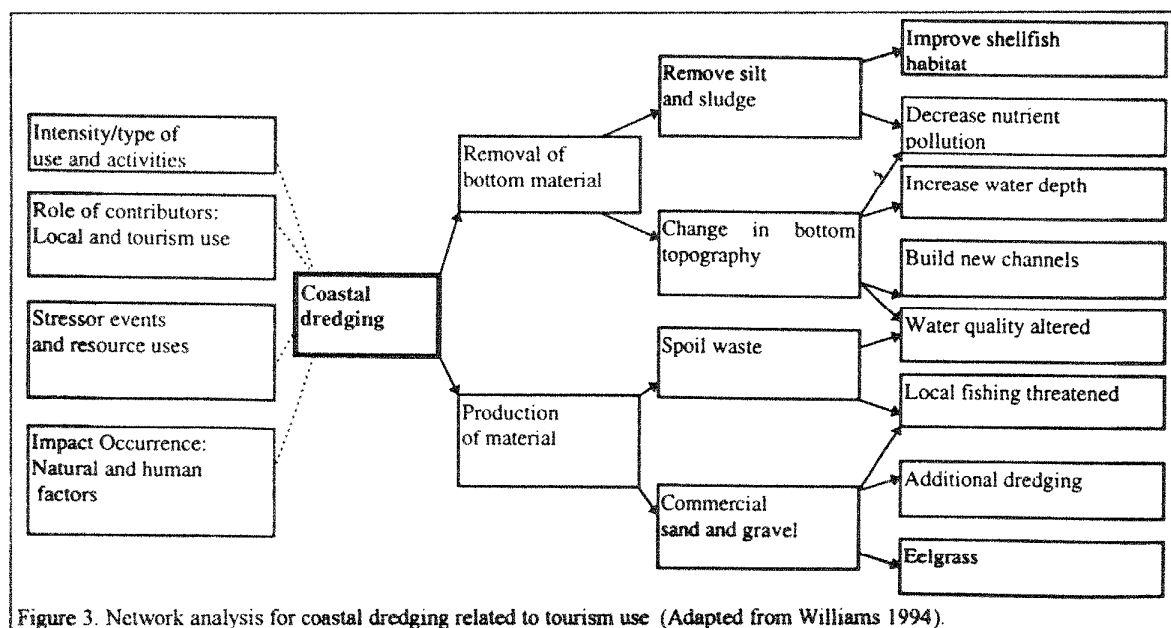 Intensity/type of
use and activities
Role of contributors:
Local and tourism use
Stressor events
and resource uses
Impact Occurrence:
Natural and human
factors
Coastal
dredging
Removal of
bottom material
Production
of material
Remove silt
and sludge
Change in bottom
topography
Spoil waste
Commercial
sand and gravel
Improve shellfish
habitat
Decrease nutrient
pollution
Increase water depth
Build new channels
Water quality altered
Local fishing threatened
Additional dredging
Eelgrass
Figure 3. Network analysis for coastal dredging related to tourism use (Adapted from Williams 1994).